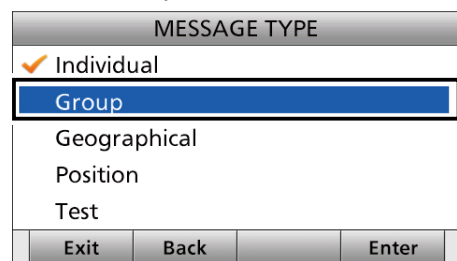 MESSAGE TYPE
Individual
Group
Geographical
Position
Test
Exit Back Enter